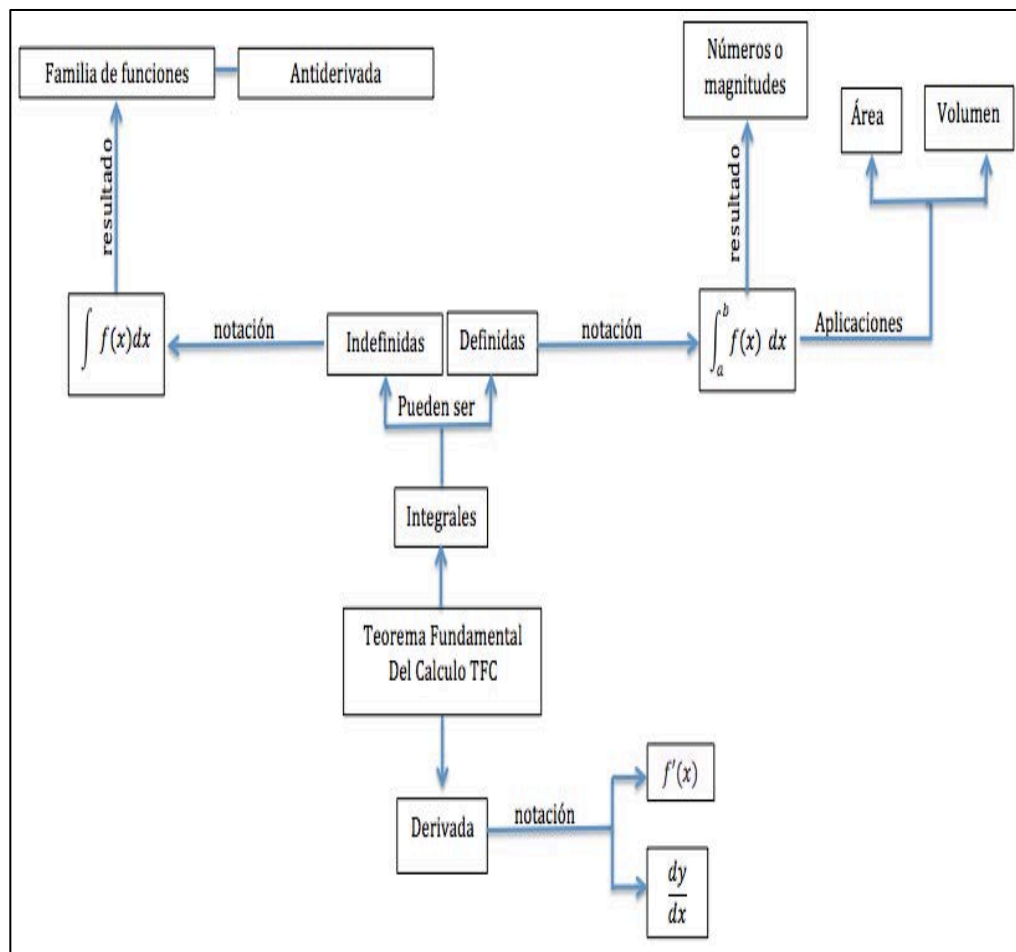 Familia de funciones
Antiderivada
Números o
magnitudes
Área
Volumen
resultado
resultado
∫ f(x)dx
notación
Indefinidas
Definidas
notación
∫_a^b f(x) dx
Aplicaciones
Pueden ser
Integrales
Teorema Fundamental
Del Calculo TFC
Derivada
notación
f'(x)
dy
dx